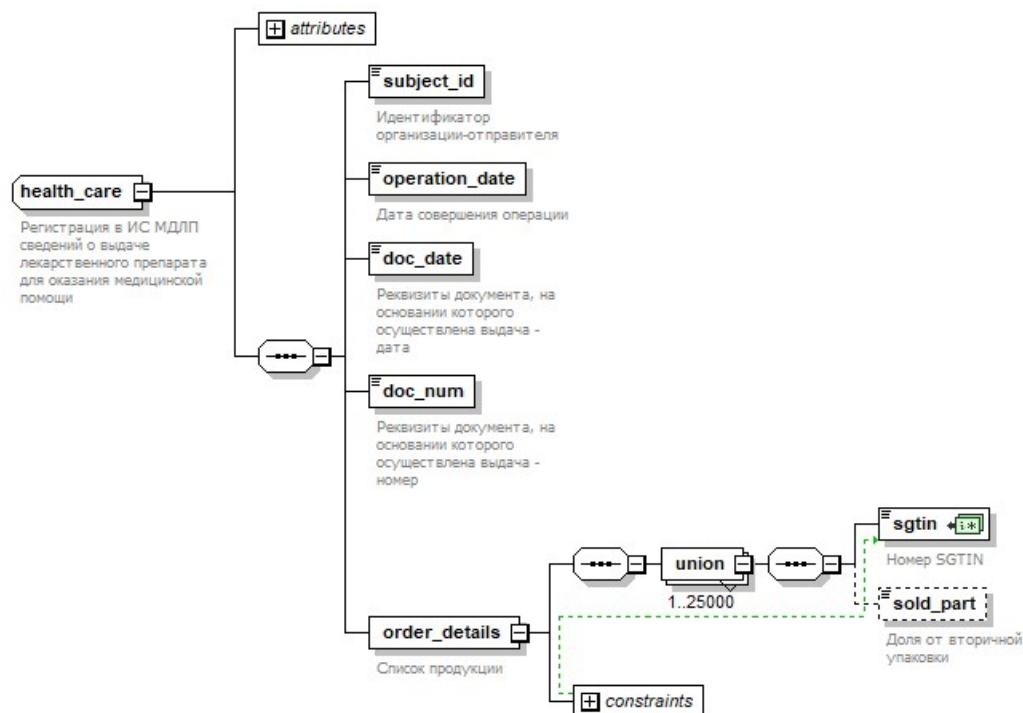 attributes
subject_id
Идентификатор
организации-отправителя
operation_date
Дата совершения операции
health_care
Регистрация в ИС МДЛП
сведений о выдаче
лекарственного препарата
для оказания медицинской
помощи
doc_date
Реквизиты документа, на
основании которого
осуществлена выдача -
дата
doc_num
Реквизиты документа, на
основании которого
осуществлена выдача -
номер
sgtin
Номер SGTIN
union
1..25000
sold_part
Доля от вторичной
упаковки
order_details
Список продукции
constraints